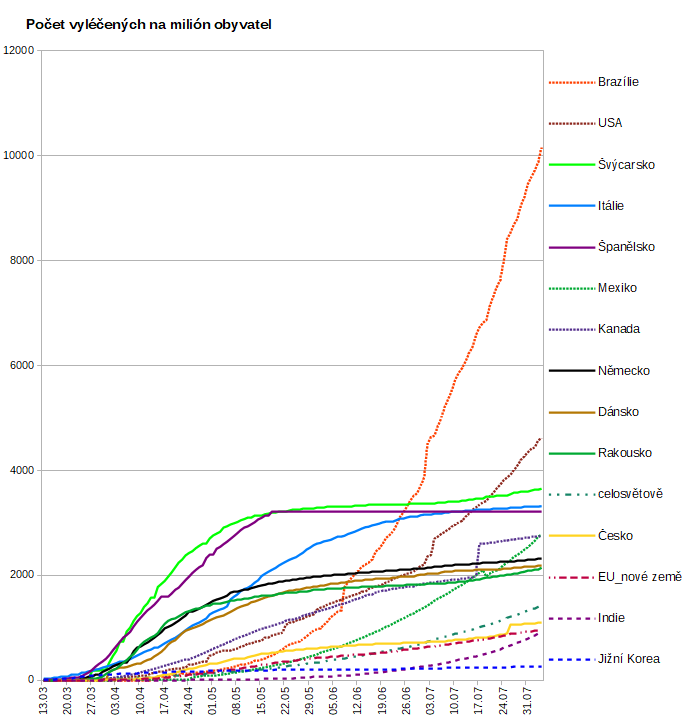 Počet vyléčených na milión obyvatel
12000
10000
8000
6000
4000
2000
0
Brazílie
USA
Švýcarsko
Itálie
Španělsko
Mexiko
Kanada
Německo
Dánsko
Rakousko
celosvětově
Česko
EU_nové země
Indie
Jižní Korea
13.03
20.03
27.03
03.04
10.04
17.04
24.04
01.05
08.05
15.05
22.05
29.05
05.06
12.06
19.06
26.06
03.07
10.07
17.07
24.07
31.07